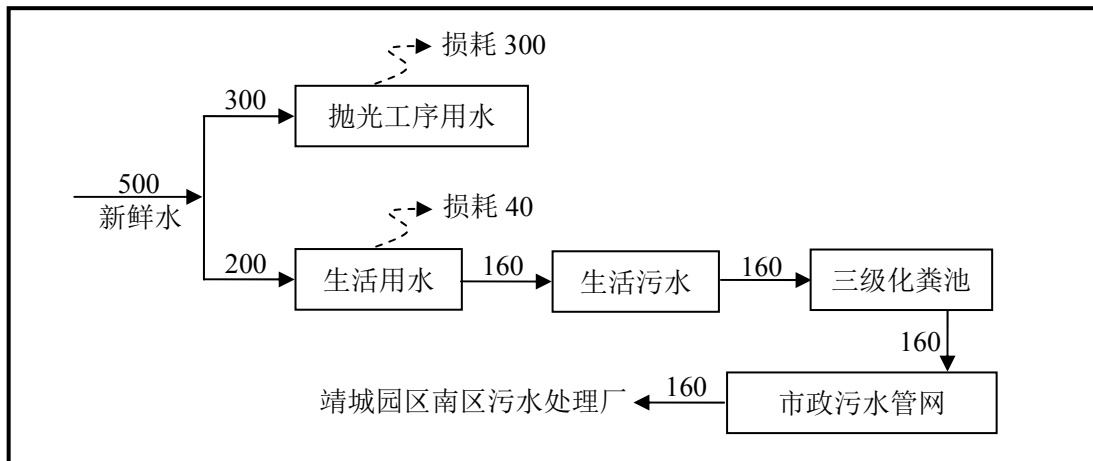 损耗 300
300
抛光工序用水
500
新鲜水
损耗 40
200
生活用水
160
生活污水
160
三级化粪池
160
靖城园区南区污水处理厂
160
市政污水管网